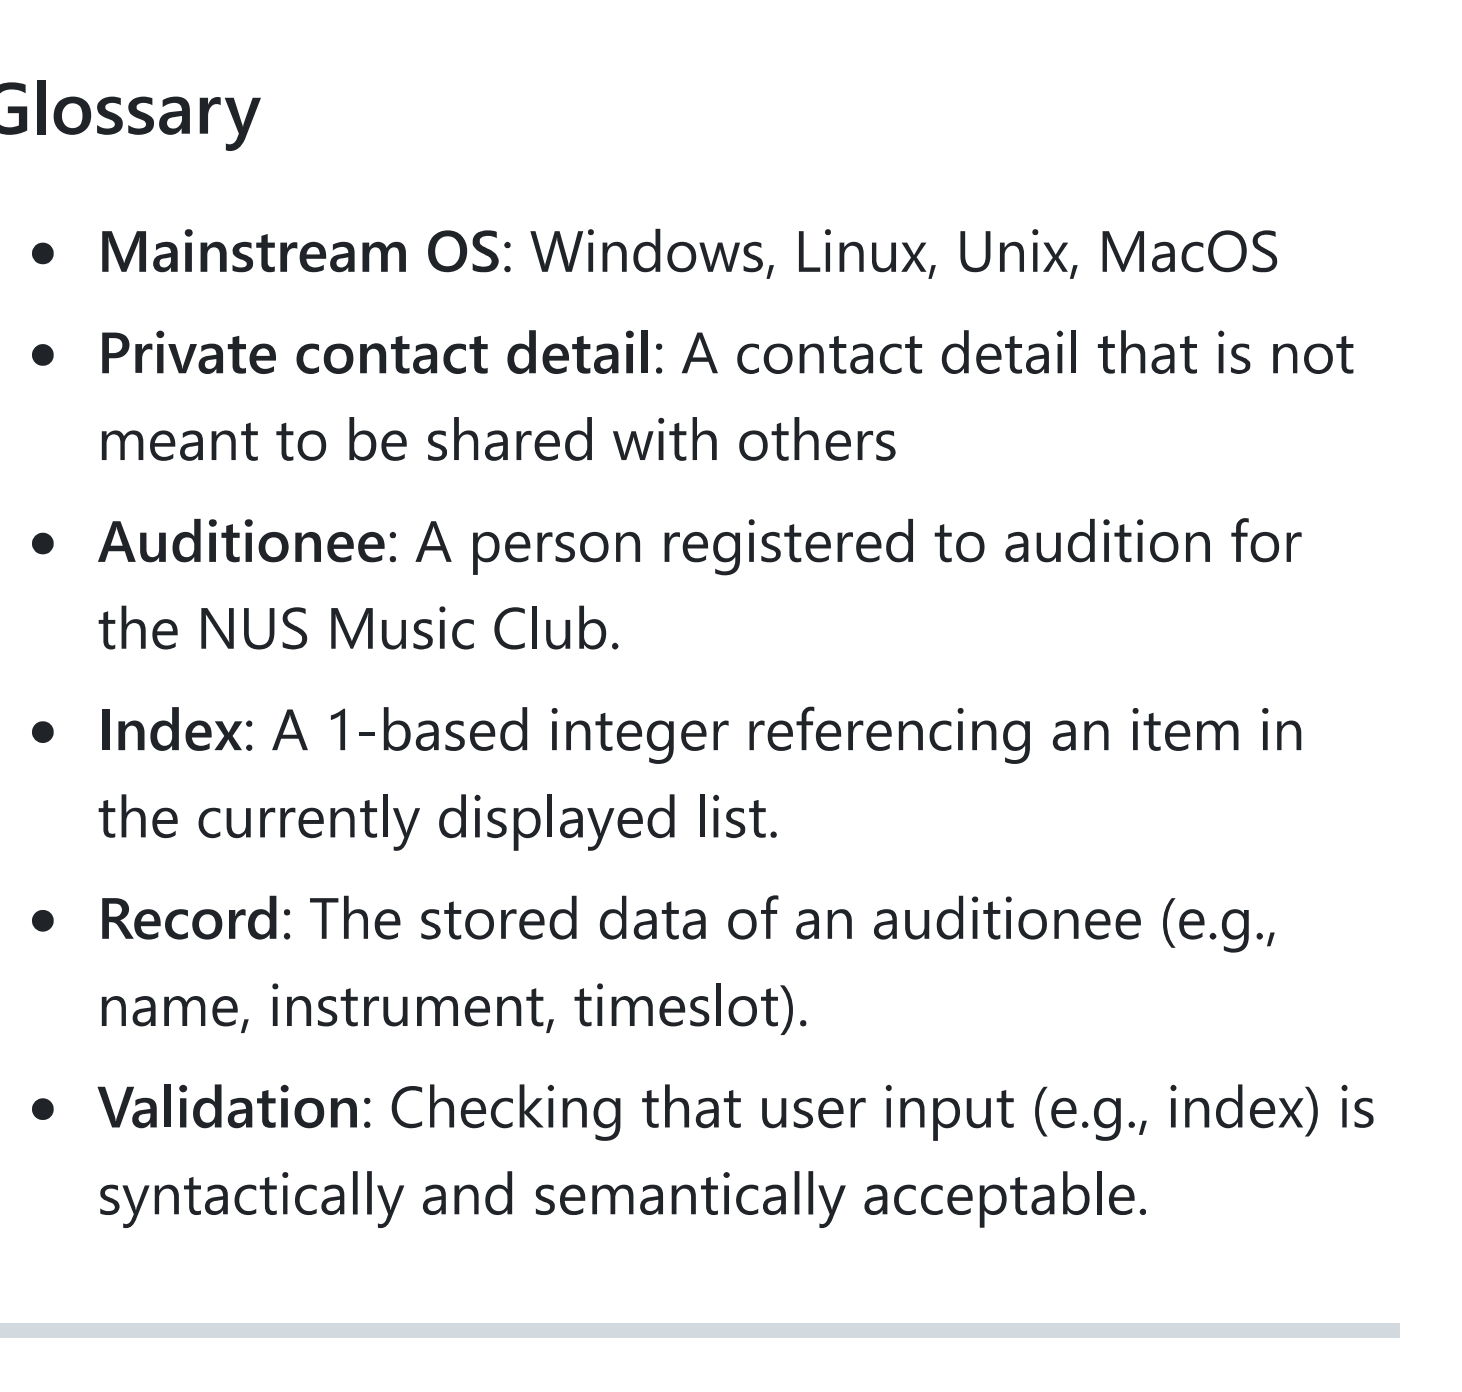 Glossary
• Mainstream OS: Windows, Linux, Unix, MacOS
• Private contact detail: A contact detail that is not
meant to be shared with others
• Auditionee: A person registered to audition for
the NUS Music Club.
• Index: A 1-based integer referencing an item in
the currently displayed list.
• Record: The stored data of an auditionee (e.g.,
name, instrument, timeslot).
• Validation: Checking that user input (e.g., index) is
syntactically and semantically acceptable.